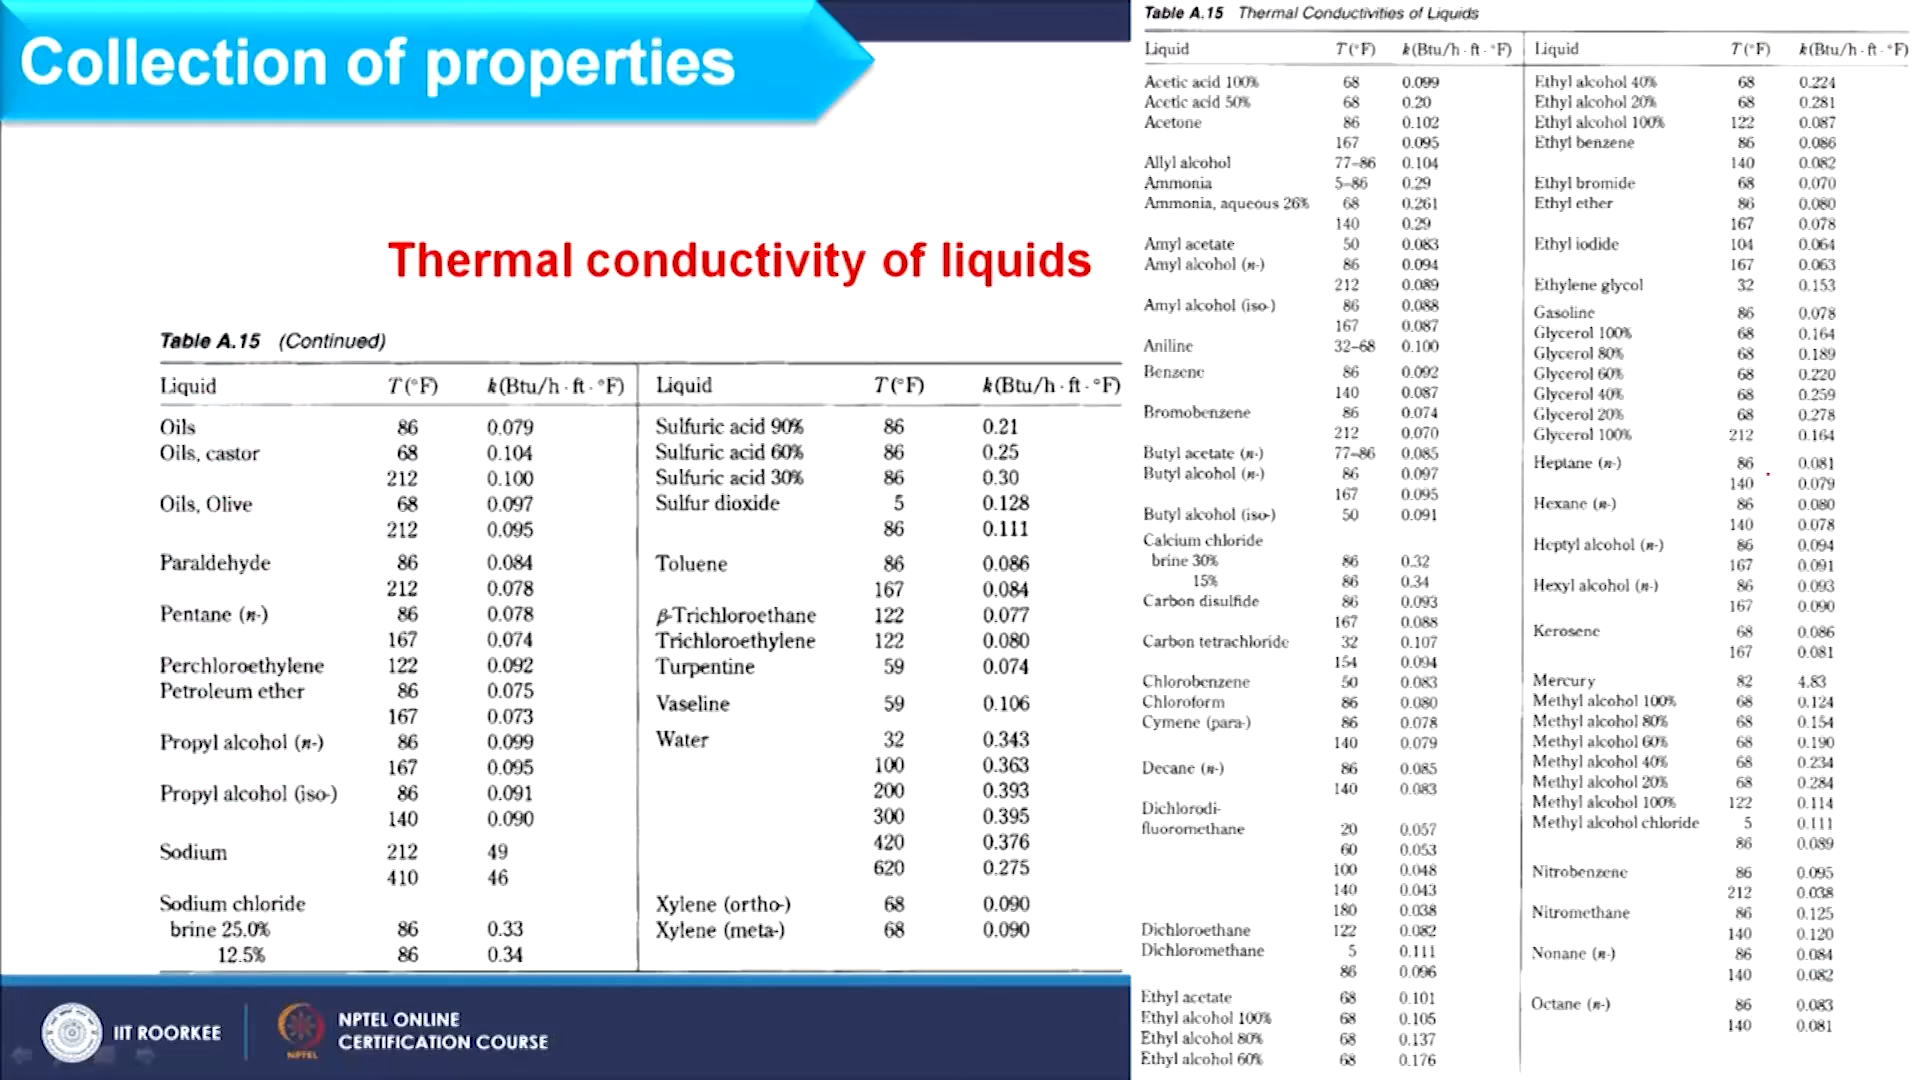 Collection of properties
Thermal conductivity of liquids
Table A.15 (Continued)
Liquid T (°F) k (Btu/h · ft · °F) Liquid T (°F) k (Btu/h · ft · °F)
Oils 86 0.079 Sulfuric acid 90% 86 0.21
Oils, castor 68 0.104 Sulfuric acid 60% 86 0.25
212 0.100 Sulfuric acid 30% 86 0.30
Oils, Olive 68 0.097 Sulfur dioxide 5 0.128
212 0.095 86 0.111
Paraldehyde 86 0.084 Toluene 86 0.086
212 0.078 167 0.084
Pentane (n-) 86 0.078 β-Trichloroethane 122 0.077
167 0.074 Trichloroethylene 122 0.080
Perchloroethylene 122 0.092 Turpentine 59 0.074
Petroleum ether 86 0.075 Vaseline 59 0.106
167 0.073
Propyl alcohol (n-) 86 0.099 Water 32 0.343
167 0.095 100 0.363
Propyl alcohol (iso-) 86 0.091 200 0.393
140 0.090 300 0.395
Sodium 212 49 420 0.376
410 46 620 0.275
Sodium chloride Xylene (ortho-) 68 0.090
brine 25.0% 86 0.33 Xylene (meta-) 68 0.090
12.5% 86 0.34
Table A.15 Thermal Conductivities of Liquids
Liquid T (°F) k (Btu/h · ft · °F) Liquid T (°F) k (Btu/h · ft · °F)
Acetic acid 100% 68 0.099 Ethyl alcohol 40% 68 0.224
Acetic acid 50% 68 0.20 Ethyl alcohol 20% 68 0.281
Acetone 86 0.102 Ethyl alcohol 100% 122 0.087
167 0.095 Ethyl benzene 86 0.086
Allyl alcohol 77–86 0.104 140 0.082
Ammonia 5–86 0.29 Ethyl bromide 68 0.070
Ammonia, aqueous 26% 68 0.261 Ethyl ether 86 0.080
140 0.29 167 0.078
Amyl acetate 50 0.083 Ethyl iodide 104 0.064
Amyl alcohol (n-) 86 0.094 167 0.063
212 0.089 Ethylene glycol 32 0.153
Amyl alcohol (iso-) 86 0.088 Gasoline 86 0.078
167 0.087 Glycerol 100% 68 0.164
Aniline 32–68 0.100 Glycerol 80% 68 0.189
Benzene 86 0.092 Glycerol 60% 68 0.220
140 0.087 Glycerol 40% 68 0.259
Bromobenzene 86 0.074 Glycerol 20% 68 0.278
212 0.070 Glycerol 100% 212 0.164
Butyl acetate (n-) 77–86 0.085 Heptane (n-) 86 0.081
Butyl alcohol (n-) 86 0.097 140 0.079
167 0.095 Hexane (n-) 86 0.080
Butyl alcohol (iso-) 50 0.091 140 0.078
Calcium chloride Heptyl alcohol (n-) 86 0.094
brine 30% 86 0.32 167 0.091
15% 86 0.34 Hexyl alcohol (n-) 86 0.093
Carbon disulfide 86 0.093 167 0.090
167 0.088 Kerosene 68 0.086
Carbon tetrachloride 32 0.107 167 0.081
154 0.094
Chlorobenzene 50 0.083 Mercury 82 4.83
Chloroform 86 0.080 Methyl alcohol 100% 68 0.124
Cymene (para-) 86 0.078 Methyl alcohol 80% 68 0.154
140 0.079 Methyl alcohol 60% 68 0.190
Decane (n-) 86 0.085 Methyl alcohol 40% 68 0.234
140 0.083 Methyl alcohol 20% 68 0.284
Dichlorodi- Methyl alcohol 100% 122 0.114
fluoromethane 20 0.057 Methyl alcohol chloride 5 0.111
60 0.053 86 0.089
100 0.048 Nitrobenzene 86 0.095
140 0.043 212 0.038
180 0.038 Nitromethane 86 0.125
Dichloroethane 122 0.082 140 0.120
Dichloromethane 5 0.111 Nonane (n-) 86 0.084
86 0.096 140 0.082
Ethyl acetate 68 0.101 Octane (n-) 86 0.083
Ethyl alcohol 100% 68 0.105 140 0.081
Ethyl alcohol 80% 68 0.137
Ethyl alcohol 60% 68 0.176
IIT ROORKEE
NPTEL
NPTEL ONLINE
CERTIFICATION COURSE